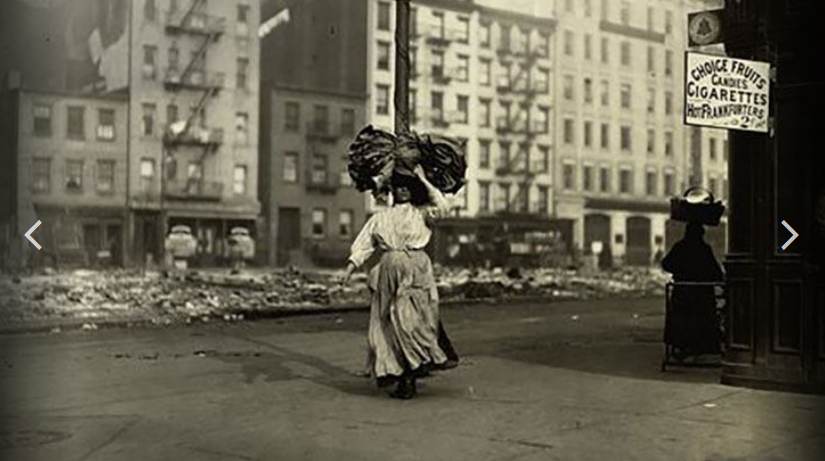 CHOICE FRUITS
CANDIES
CIGARETTES
HOT FRANKFURTERS
2¢